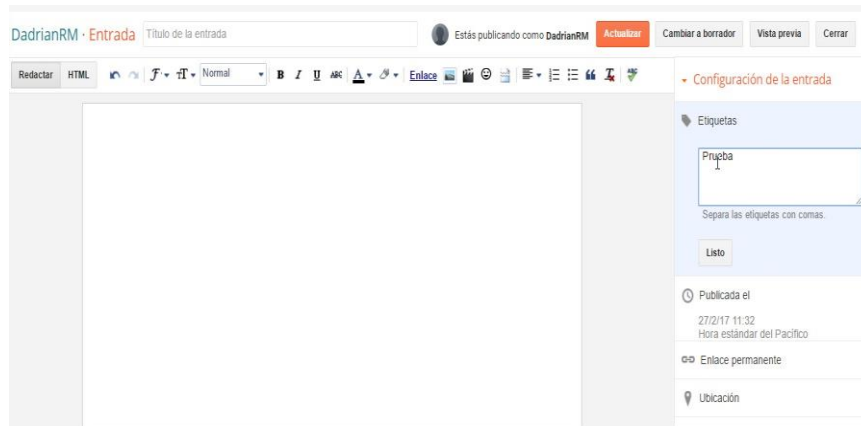 DadrianRM · Entrada Título de la entrada Estás publicando como DadrianRM Actualizar Cambiar a borrador Vista previa Cerrar
Redactar HTML Normal B I U ABC A Enlace
Configuración de la entrada
Etiquetas
Prueba
Separa las etiquetas con comas.
Listo
Publicada el
27/2/17 11:32
Hora estándar del Pacífico
Enlace permanente
Ubicación